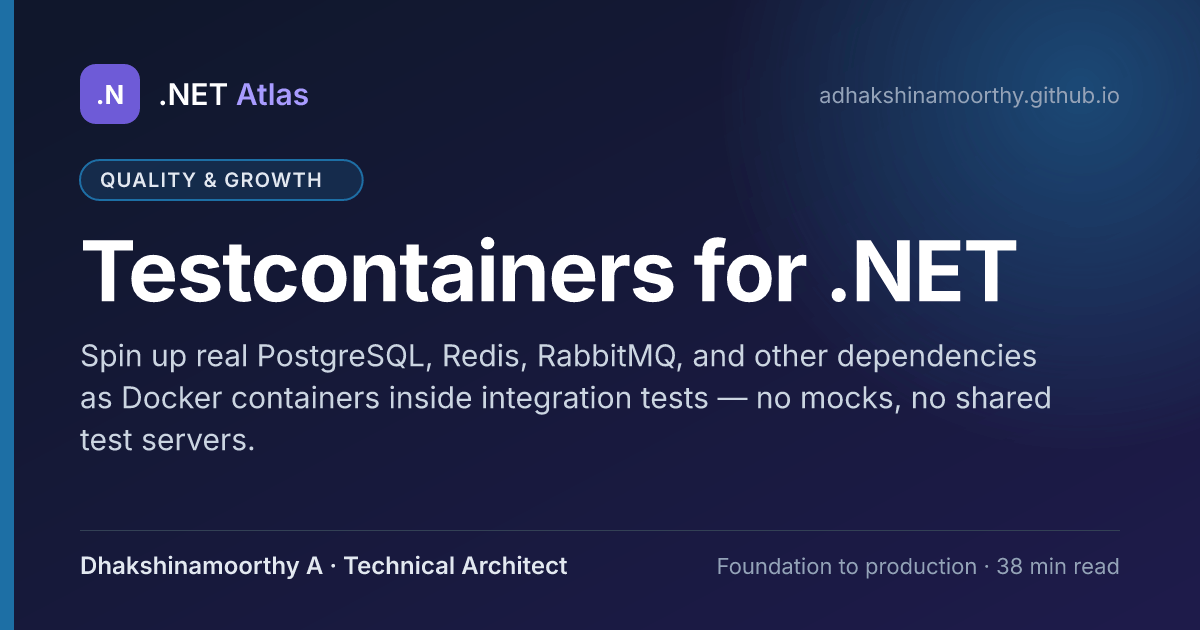 .N
.NET Atlas
adhakshinamoorthy.github.io
QUALITY & GROWTH
Testcontainers for .NET
Spin up real PostgreSQL, Redis, RabbitMQ, and other dependencies
as Docker containers inside integration tests — no mocks, no shared
test servers.
Dhakshinamoorthy A · Technical Architect
Foundation to production · 38 min read